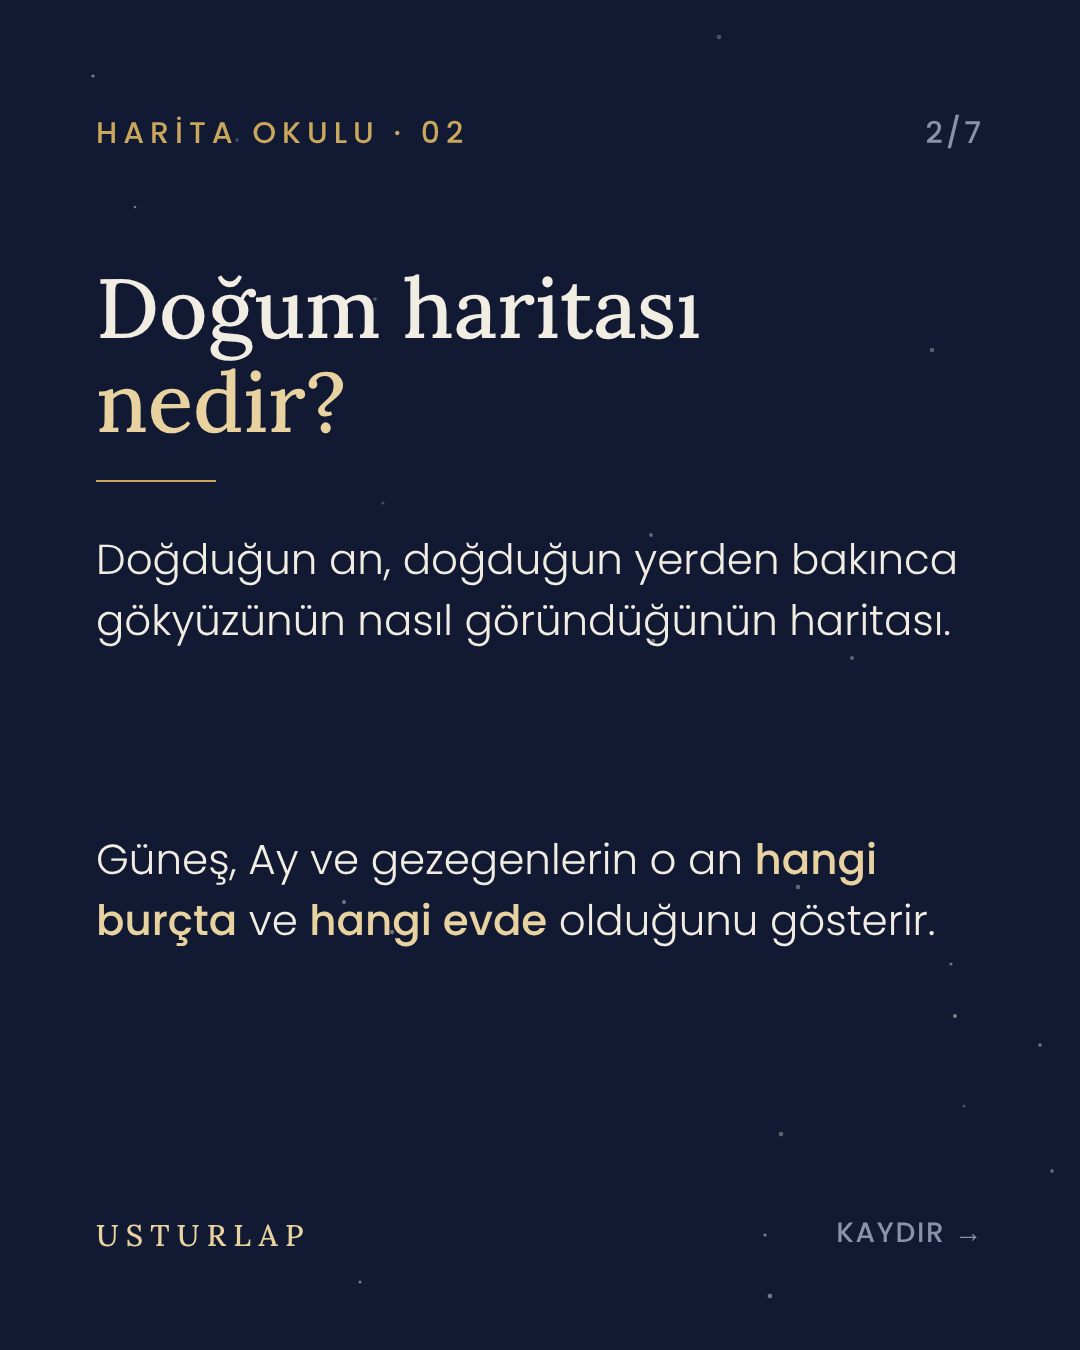 HARİTA OKULU · 02
2/7
Doğum haritası
nedir?
Doğduğun an, doğduğun yerden bakınca
gökyüzünün nasıl göründüğünün haritası.
Güneş, Ay ve gezegenlerin o an hangi
burçta ve hangi evde olduğunu gösterir.
USTURLAP
KAYDIR →